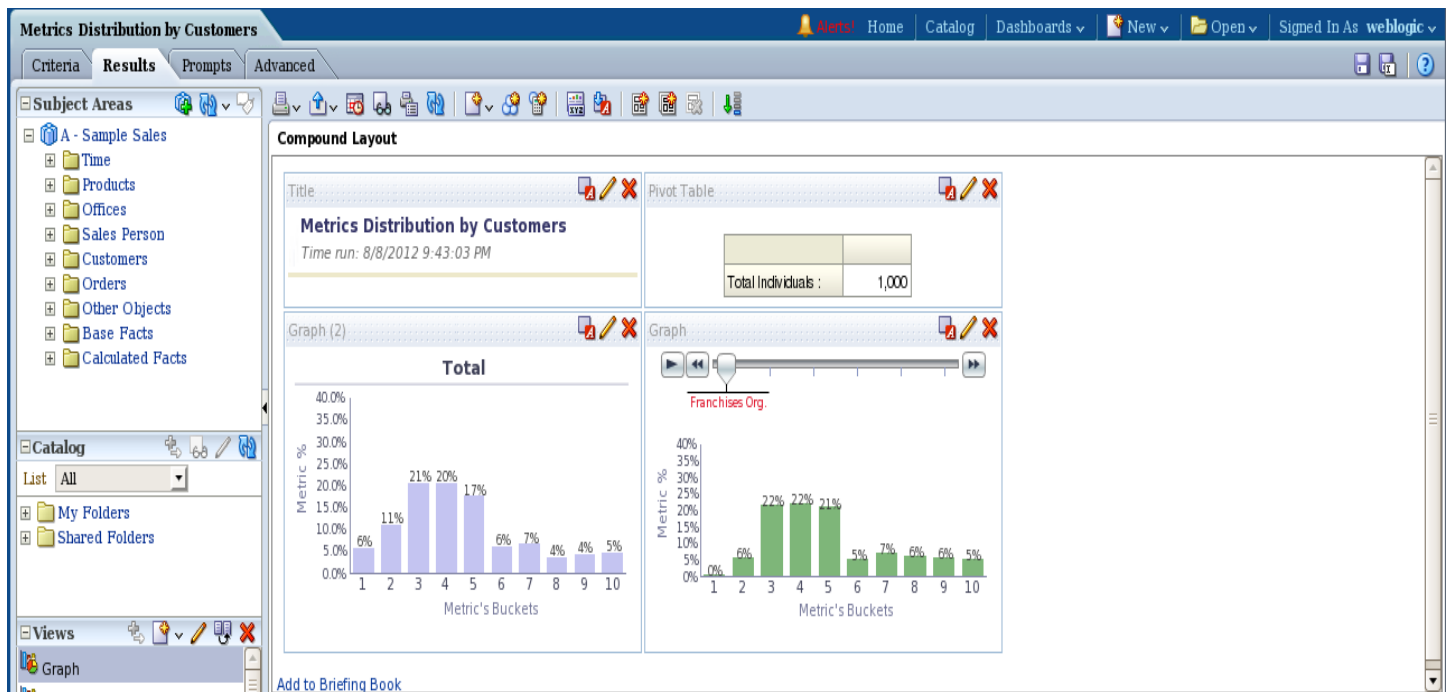 Metrics Distribution by Customers
Alerts! Home Catalog Dashboards New Open Signed In As weblogic
Criteria Results Prompts Advanced
Subject Areas
A - Sample Sales
Time
Products
Offices
Sales Person
Customers
Orders
Other Objects
Base Facts
Calculated Facts
Catalog
List All
My Folders
Shared Folders
Views
Graph
Compound Layout
Title
Metrics Distribution by Customers
Time run: 8/8/2012 9:43:03 PM
Pivot Table
Total Individuals : 1,000
Graph (2)
Total
40.0%
35.0%
30.0%
25.0%
20.0%
15.0%
10.0%
5.0%
0.0%
Metric %
6% 11% 21% 20% 17% 6% 7% 4% 4% 5%
1 2 3 4 5 6 7 8 9 10
Metric's Buckets
Graph
Franchises Org.
40%
35%
30%
25%
20%
15%
10%
5%
0%
Metric %
0% 6% 22% 22% 21% 5% 7% 6% 6% 5%
1 2 3 4 5 6 7 8 9 10
Metric's Buckets
Add to Briefing Book